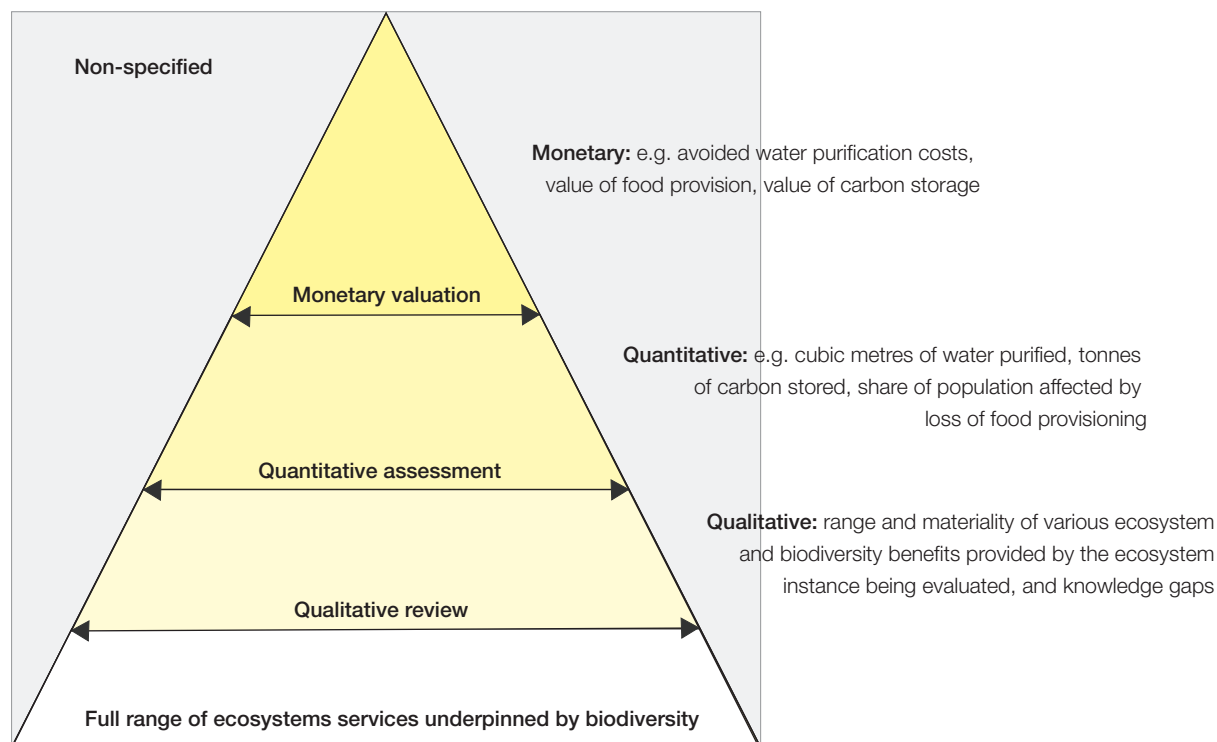 Non-specified
Monetary: e.g. avoided water purification costs,
value of food provision, value of carbon storage
Monetary valuation
Quantitative: e.g. cubic metres of water purified, tonnes
of carbon stored, share of population affected by
loss of food provisioning
Quantitative assessment
Qualitative: range and materiality of various ecosystem
and biodiversity benefits provided by the ecosystem
instance being evaluated, and knowledge gaps
Qualitative review
Full range of ecosystems services underpinned by biodiversity